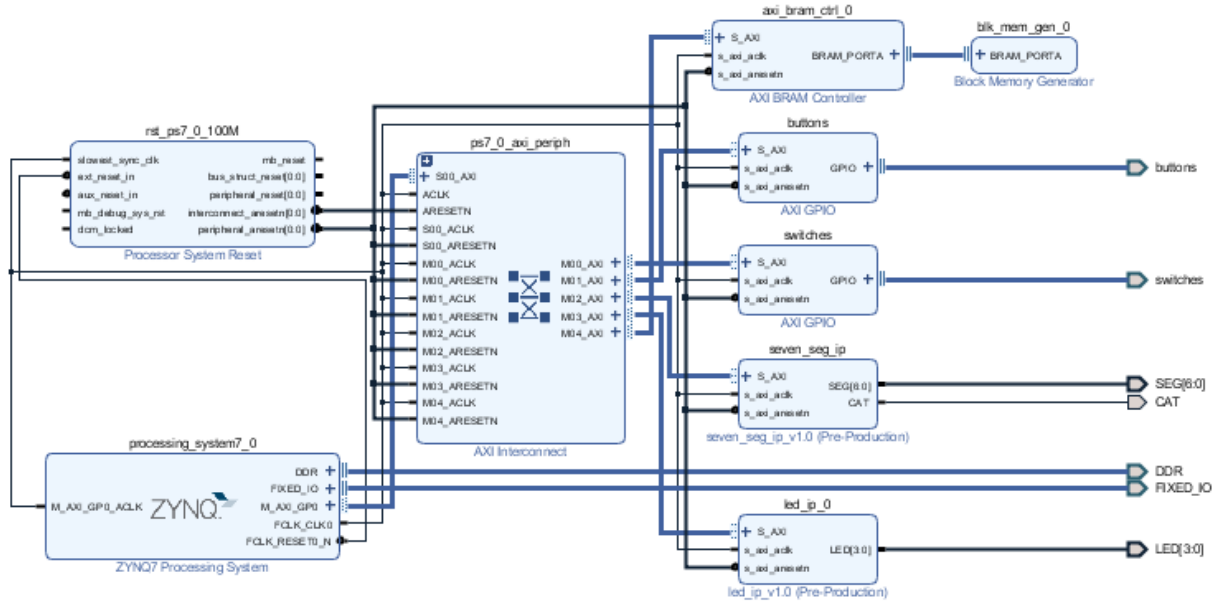 axi_bram_ctrl_0
S_AXI
s_axi_aclk
s_axi_aresetn
BRAM_PORTA
AXI BRAM Controller
blk_mem_gen_0
BRAM_PORTA
Block Memory Generator
rst_ps7_0_100M
slowest_sync_clk
ext_reset_in
aux_reset_in
mb_debug_sys_rst
dcm_locked
mb_reset
bus_struct_reset[0:0]
peripheral_reset[0:0]
interconnect_aresetn[0:0]
peripheral_aresetn[0:0]
Processor System Reset
ps7_0_axi_periph
S00_AXI
ACLK
ARESETN
S00_ACLK
S00_ARESETN
M00_ACLK
M00_ARESETN
M01_ACLK
M01_ARESETN
M02_ACLK
M02_ARESETN
M03_ACLK
M03_ARESETN
M04_ACLK
M04_ARESETN
M00_AXI
M01_AXI
M02_AXI
M03_AXI
M04_AXI
AXI Interconnect
buttons
S_AXI
s_axi_aclk
s_axi_aresetn
GPIO
AXI GPIO
buttons
switches
S_AXI
s_axi_aclk
s_axi_aresetn
GPIO
AXI GPIO
switches
seven_seg_ip
S_AXI
s_axi_aclk
s_axi_aresetn
SEG[6:0]
CAT
seven_seg_ip_v1.0 (Pre-Production)
SEG[6:0]
CAT
processing_system7_0
M_AXI_GP0_ACLK
ZYNQ
DDR
FIXED_IO
M_AXI_GP0
FCLK_CLK0
FCLK_RESET0_N
ZYNQ7 Processing System
DDR
FIXED_IO
led_ip_0
S_AXI
s_axi_aclk
s_axi_aresetn
LED[3:0]
led_ip_v1.0 (Pre-Production)
LED[3:0]